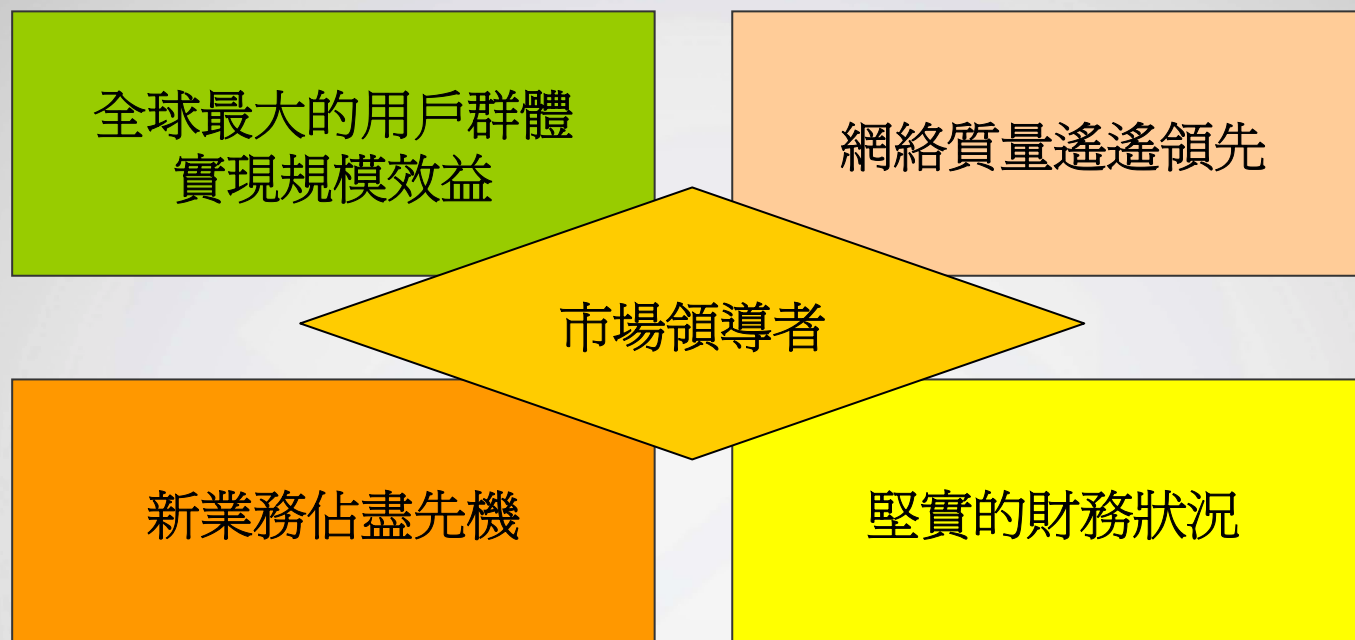 全球最大的用戶群體
實現規模效益
網絡質量遙遙領先
市場領導者
新業務佔盡先機
堅實的財務狀況